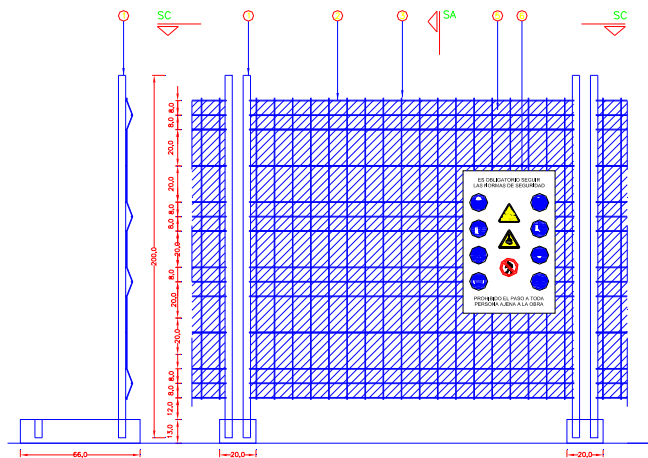 SC
SA
SC
8,0
8,0
20,0
20,0
8,0
8,0
20,0
200,0
8,0
20,0
20,0
8,0
8,0
12,0
13,0
ES OBLIGATORIO SEGUIR
LAS NORMAS DE SEGURIDAD
PROHIBIDO EL PASO A TODA
PERSONA AJENA A LA OBRA
66,0
20,0
20,0